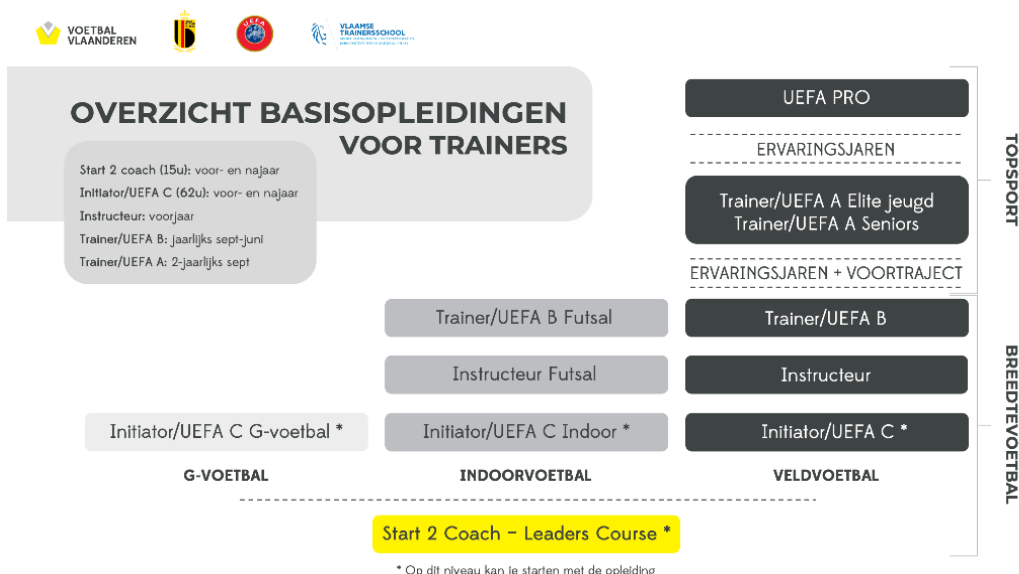 VOETBAL
VLAANDEREN
UEFA
VLAAMSE
TRAINERSSCHOOL
OVERZICHT BASISOPLEIDINGEN
VOOR TRAINERS
Start 2 coach (15u): voor- en najaar
Initiator/UEFA C (62u): voor- en najaar
Instructeur: voorjaar
Trainer/UEFA B: jaarlijks sept-juni
Trainer/UEFA A: 2-jaarlijks sept
UEFA PRO
ERVARINGSJAREN
Trainer/UEFA A Elite jeugd
Trainer/UEFA A Seniors
ERVARINGSJAREN + VOORTRAJECT
TOPSPORT
Trainer/UEFA B Futsal
Trainer/UEFA B
Instructeur Futsal
Instructeur
Initiator/UEFA C G-voetbal *
Initiator/UEFA C Indoor *
Initiator/UEFA C *
BREEDTEVOETBAL
G-VOETBAL
INDOORVOETBAL
VELDVOETBAL
Start 2 Coach – Leaders Course *
* Op dit niveau kan je starten met de opleiding